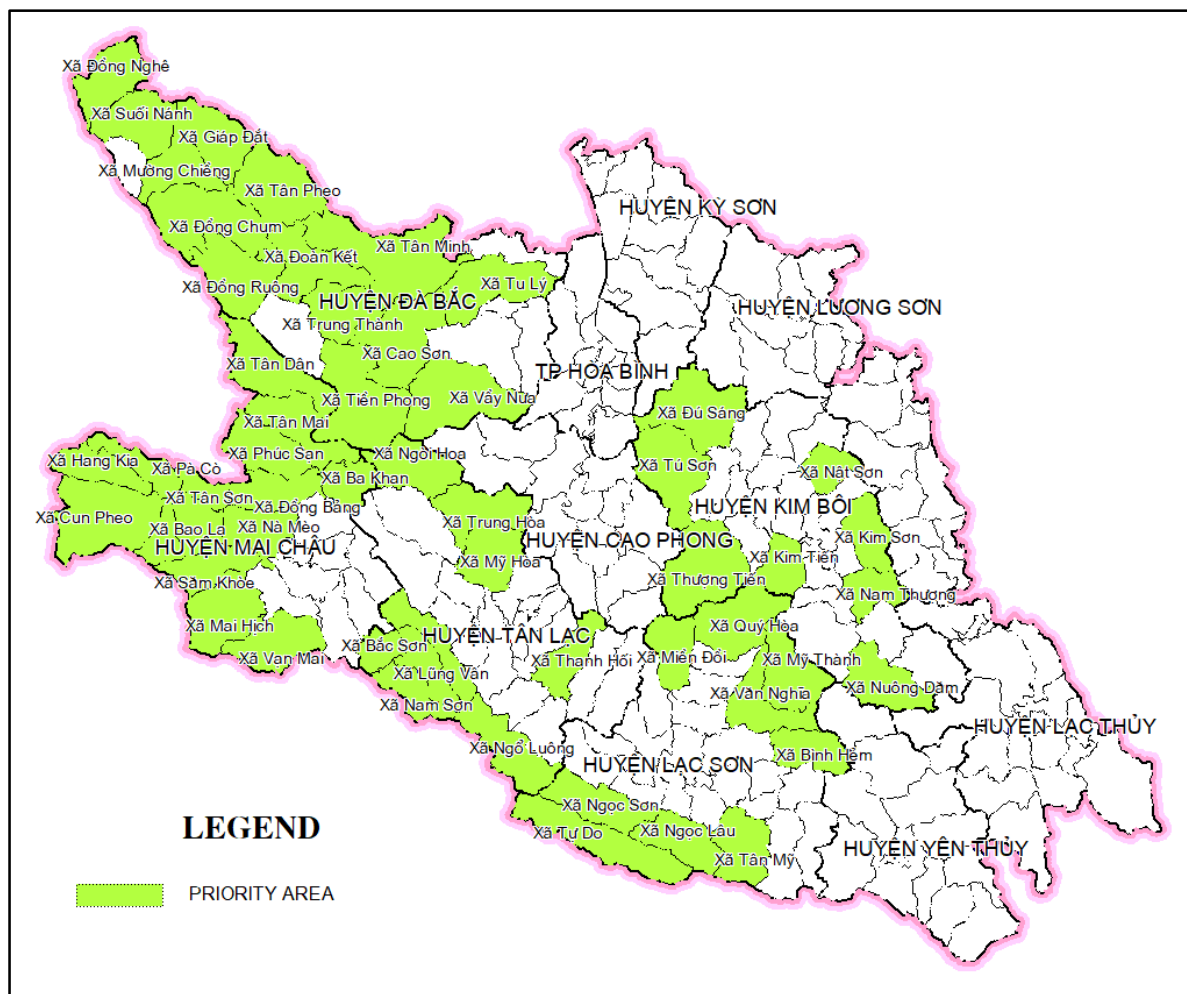 Xã Đồng Nghê
Xã Suối Nánh
Xã Giáp Đắt
Xã Mường Chiềng
Xã Tân Pheo
HUYỆN KỲ SƠN
Xã Đồng Chum
Xã Tân Minh
Xã Đoàn Kết
Xã Tu Lý
Xã Đồng Ruộng
HUYỆN ĐÀ BẮC
HUYỆN LƯƠNG SƠN
Xã Trung Thành
Xã Cao Sơn
Xã Tân Dân
TP HÒA BÌNH
Xã Tiền Phong
Xã Vầy Nưa
Xã Đú Sáng
Xã Tân Mai
Xã Phúc Sạn
Xã Ngòi Hoa
Xã Hang Kia
Xã Pà Cò
Xã Tú Sơn
Xã Nật Sơn
Xã Ba Khan
Xã Tân Sơn
Xã Đồng Bảng
HUYỆN KIM BÔI
Xã Cun Pheo
Xã Bao La
Xã Nà Mèo
Xã Trung Hòa
HUYỆN MAI CHÂU
HUYỆN CAO PHONG
Xã Kim Sơn
Xã Mỹ Hòa
Xã Kim Tiến
Xã Săm Khòe
Xã Thượng Tiến
Xã Nam Thượng
Xã Mai Hịch
HUYỆN TÂN LẠC
Xã Quý Hòa
Xã Bắc Sơn
Xã Vạn Mai
Xã Thanh Hối
Xã Miền Đồi
Xã Mỹ Thành
Xã Lũng Vân
Xã Văn Nghĩa
Xã Nuông Dăm
Xã Nam Sơn
HUYỆN LẠC THỦY
Xã Ngổ Luông
HUYỆN LẠC SƠN
Xã Bình Hẻm
Xã Ngọc Sơn
LEGEND
Xã Tự Do
Xã Ngọc Lâu
HUYỆN YÊN THỦY
Xã Tân Mỹ
PRIORITY AREA